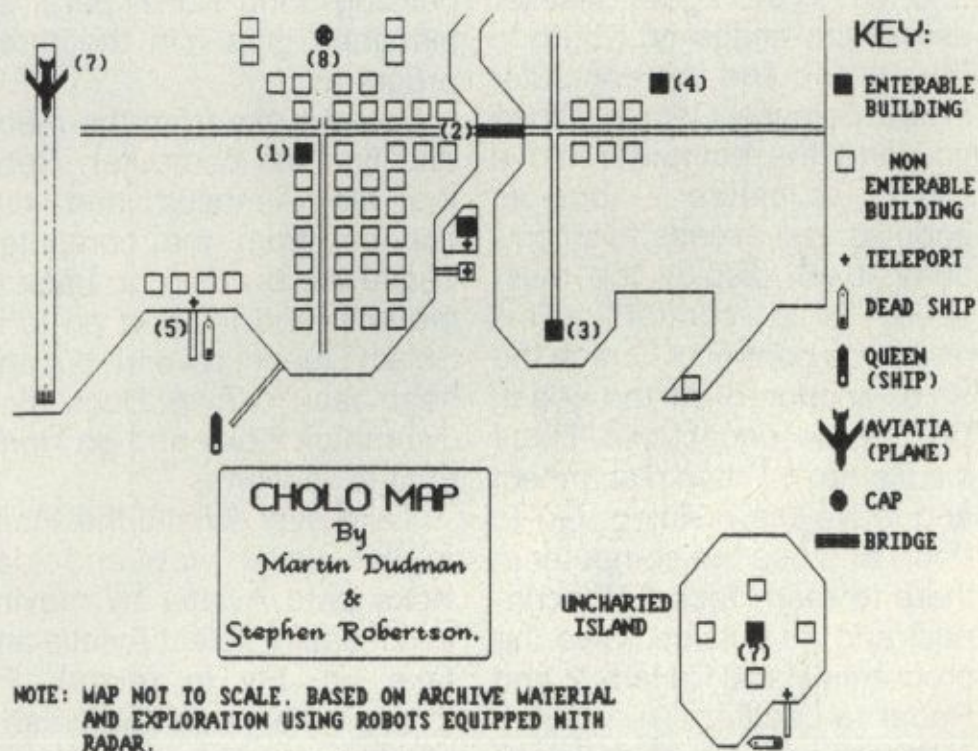 (7)
(8)
(4)
(2)
(1)
(5)
(3)
KEY:
ENTERABLE
BUILDING
NON
ENTERABLE
BUILDING
TELEPORT
DEAD SHIP
QUEEN
(SHIP)
AVIATIA
(PLANE)
CAP
BRIDGE
CHOLO MAP
By
Martin Dudman
&
Stephen Robertson.
UNCHARTED
ISLAND
(7)
NOTE: MAP NOT TO SCALE. BASED ON ARCHIVE MATERIAL
AND EXPLORATION USING ROBOTS EQUIPPED WITH
RADAR.